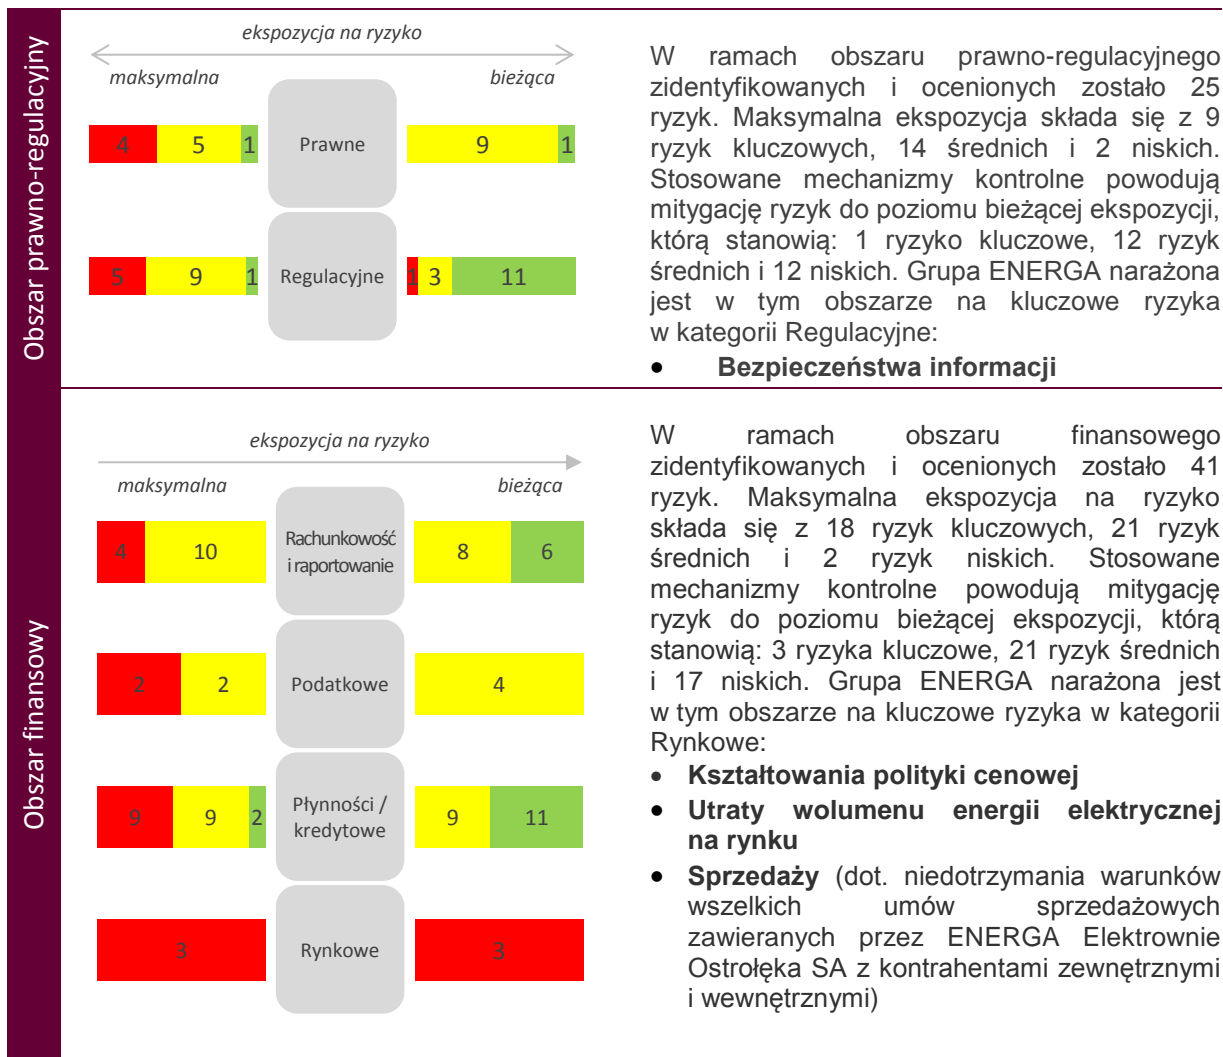 Obszar prawno-regulacyjny
ekspozycja na ryzyko
maksymalna
bieżąca
4 5 1
Prawne
9 1
5 9 1
Regulacyjne
1 3 11
W ramach obszaru prawno-regulacyjnego
zidentyfikowanych i ocenionych zostało 25
ryzyk. Maksymalna ekspozycja składa się z 9
ryzyk kluczowych, 14 średnich i 2 niskich.
Stosowane mechanizmy kontrolne powodują
mitygację ryzyk do poziomu bieżącej ekspozycji,
którą stanowią: 1 ryzyko kluczowe, 12 ryzyk
średnich i 12 niskich. Grupa ENERGA narażona
jest w tym obszarze na kluczowe ryzyka
w kategorii Regulacyjne:
• Bezpieczeństwa informacji
Obszar finansowy
ekspozycja na ryzyko
maksymalna
bieżąca
4 10
Rachunkowość
i raportowanie
8 6
2 2
Podatkowe
4
9 9 2
Płynności /
kredytowe
9 11
3
Rynkowe
3
W ramach obszaru finansowego
zidentyfikowanych i ocenionych zostało 41
ryzyk. Maksymalna ekspozycja na ryzyko
składa się z 18 ryzyk kluczowych, 21 ryzyk
średnich i 2 ryzyk niskich. Stosowane
mechanizmy kontrolne powodują mitygację
ryzyk do poziomu bieżącej ekspozycji, którą
stanowią: 3 ryzyka kluczowe, 21 ryzyk średnich
i 17 niskich. Grupa ENERGA narażona jest
w tym obszarze na kluczowe ryzyka w kategorii
Rynkowe:
• Kształtowania polityki cenowej
• Utraty wolumenu energii elektrycznej
na rynku
• Sprzedaży (dot. niedotrzymania warunków
wszelkich umów sprzedażowych
zawieranych przez ENERGA Elektrownie
Ostrołęka SA z kontrahentami zewnętrznymi
i wewnętrznymi)